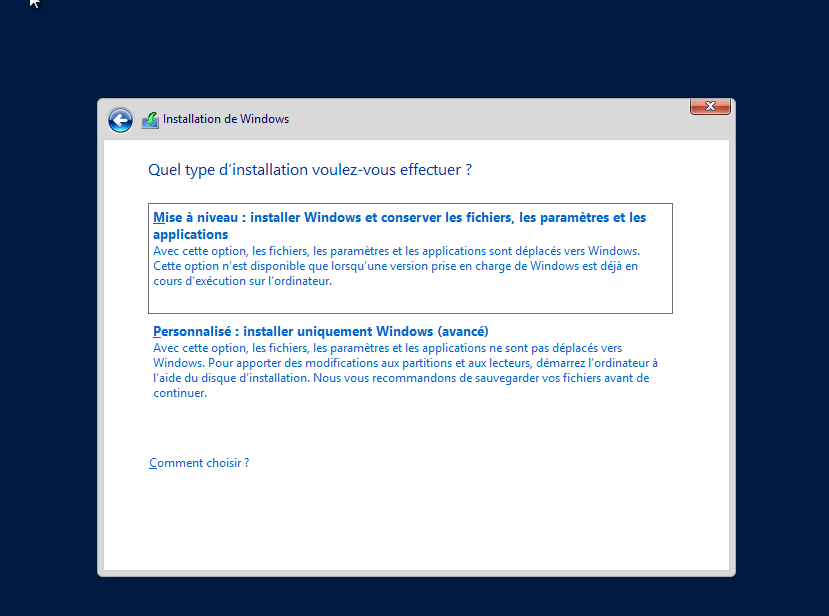 Installation de Windows
Quel type d’installation voulez-vous effectuer ?
Mise à niveau : installer Windows et conserver les fichiers, les paramètres et les
applications
Avec cette option, les fichiers, les paramètres et les applications sont déplacés vers Windows.
Cette option n’est disponible que lorsqu’une version prise en charge de Windows est déjà en
cours d’exécution sur l’ordinateur.
Personnalisé : installer uniquement Windows (avancé)
Avec cette option, les fichiers, les paramètres et les applications ne sont pas déplacés vers
Windows. Pour apporter des modifications aux partitions et aux lecteurs, démarrez l’ordinateur à
l’aide du disque d’installation. Nous vous recommandons de sauvegarder vos fichiers avant de
continuer.
Comment choisir ?